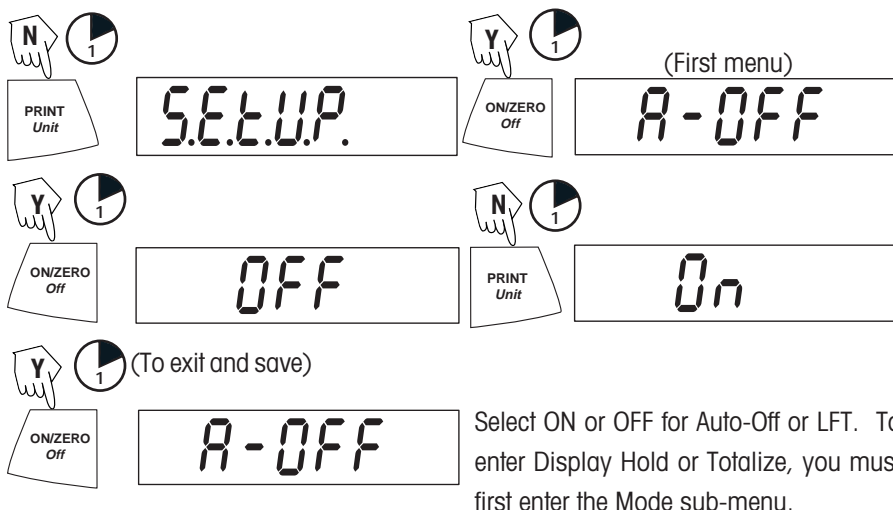 N 1
PRINT
Unit
S.E.t.U.P.
Y 1
(First menu)
ON/ZERO
Off
A-OFF
Y 1
ON/ZERO
Off
OFF
N 1
PRINT
Unit
On
Y 1 (To exit and save)
ON/ZERO
Off
A-OFF
Select ON or OFF for Auto-Off or LFT. To
enter Display Hold or Totalize, you mus
first enter the Mode sub-menu.